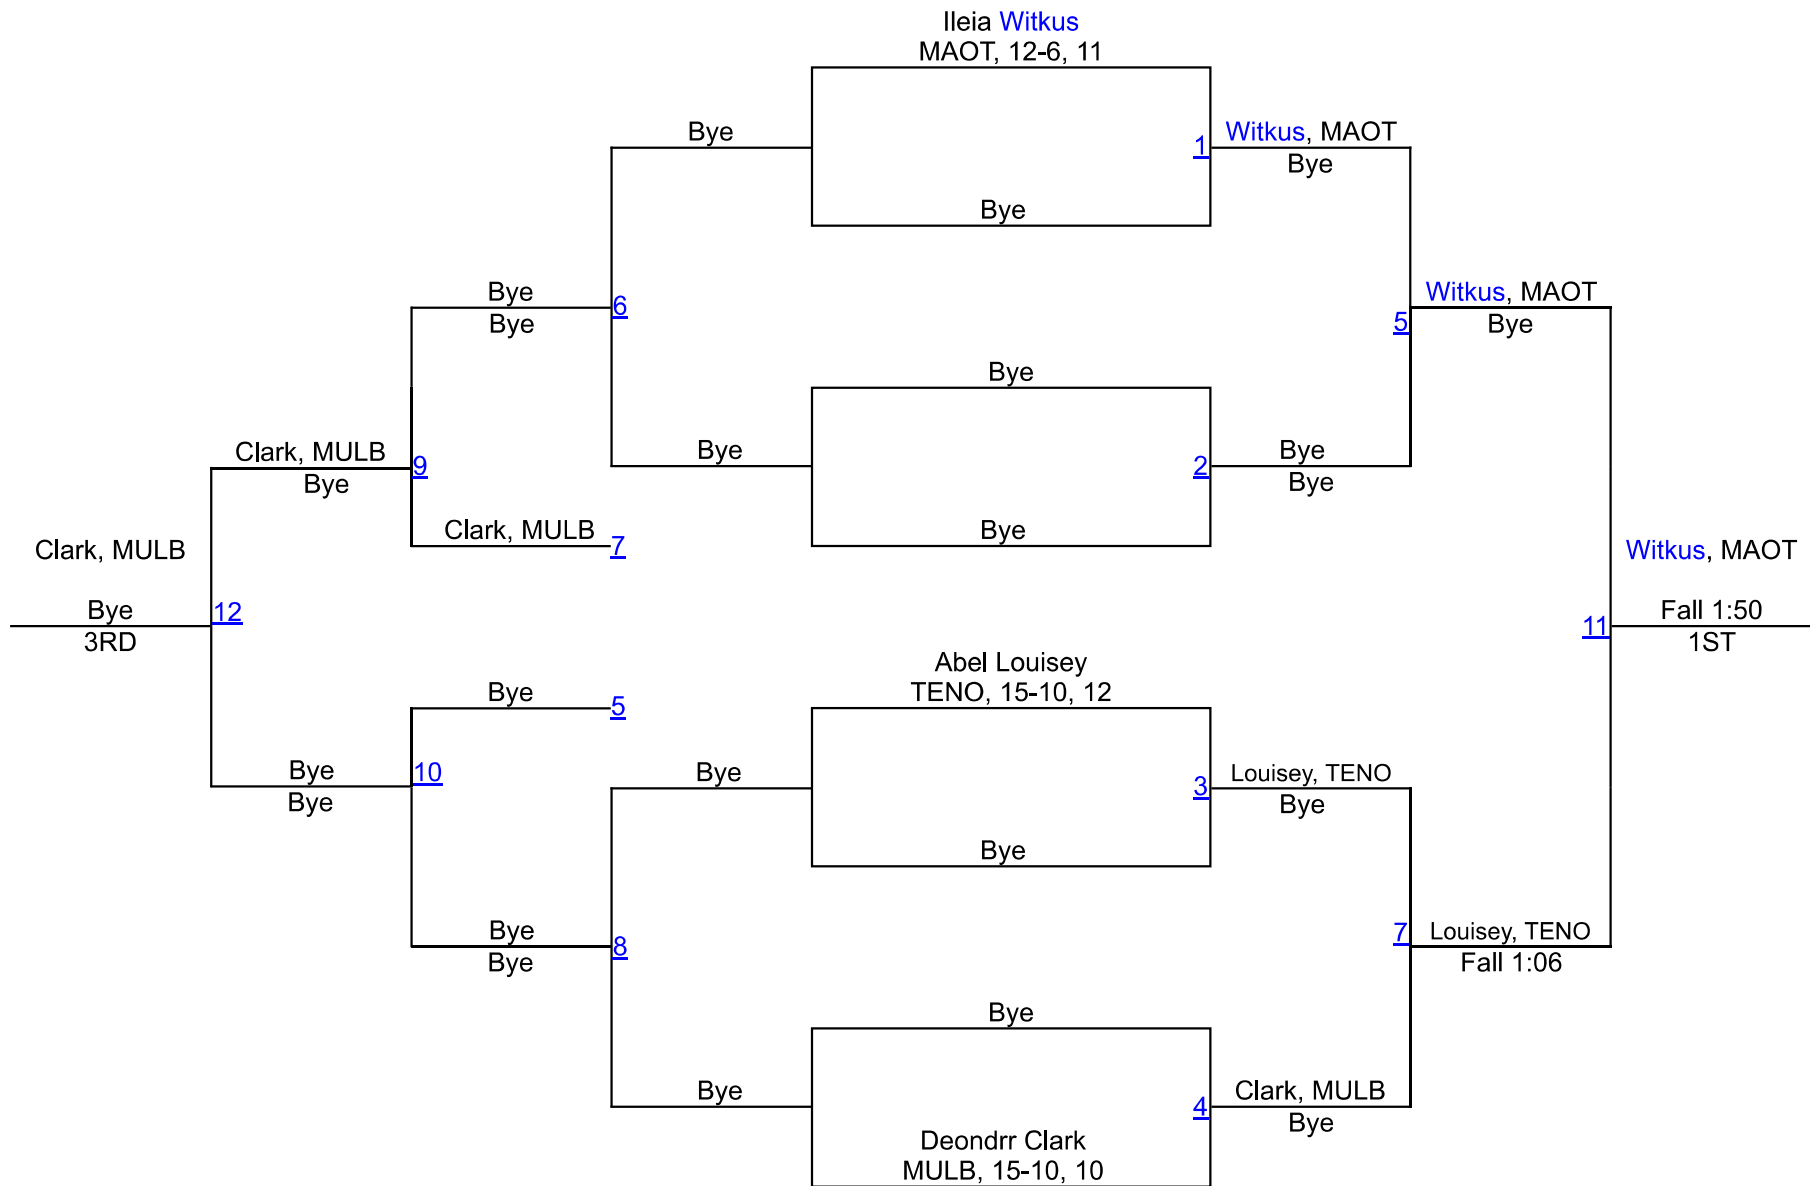 Ileia Witkus
MAOT, 12-6, 11
Bye
1
Witkus, MAOT
Bye
Bye
Bye
6
Bye
Witkus, MAOT
5
Bye
Bye
Clark, MULB
9
Bye
Bye
2
Bye
Bye
Clark, MULB
7
Bye
Clark, MULB
Witkus, MAOT
Bye
12
3RD
11
Fall 1:50
1ST
Abel Louisey
TENO, 15-10, 12
Bye
5
Bye
10
Bye
Bye
3
Louisey, TENO
Bye
Bye
Bye
8
Bye
7
Louisey, TENO
Fall 1:06
Bye
Bye
4
Clark, MULB
Bye
Deondrr Clark
MULB, 15-10, 10